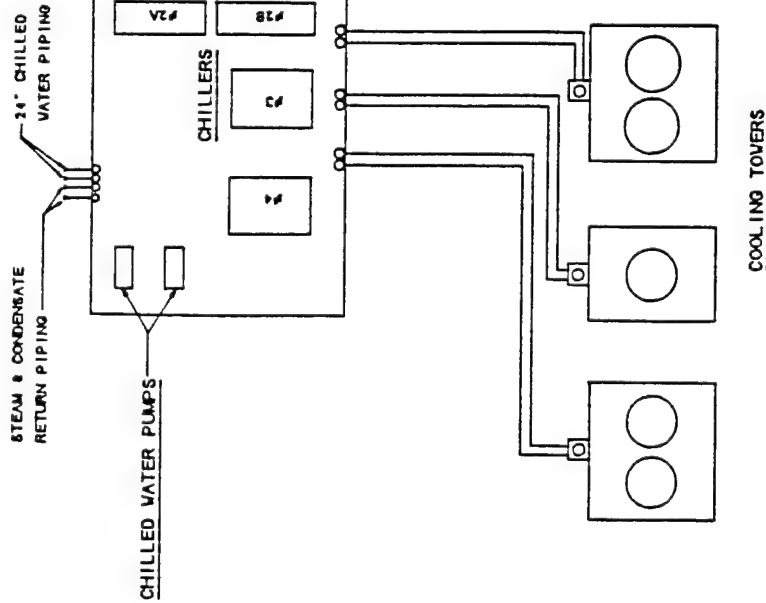 24" CHILLED
WATER PIPING
STEAM & CONDENSATE
RETURN PIPING
#2A
#2B
CHILLERS
#3
#4
CHILLED WATER PUMPS
COOLING TOWERS